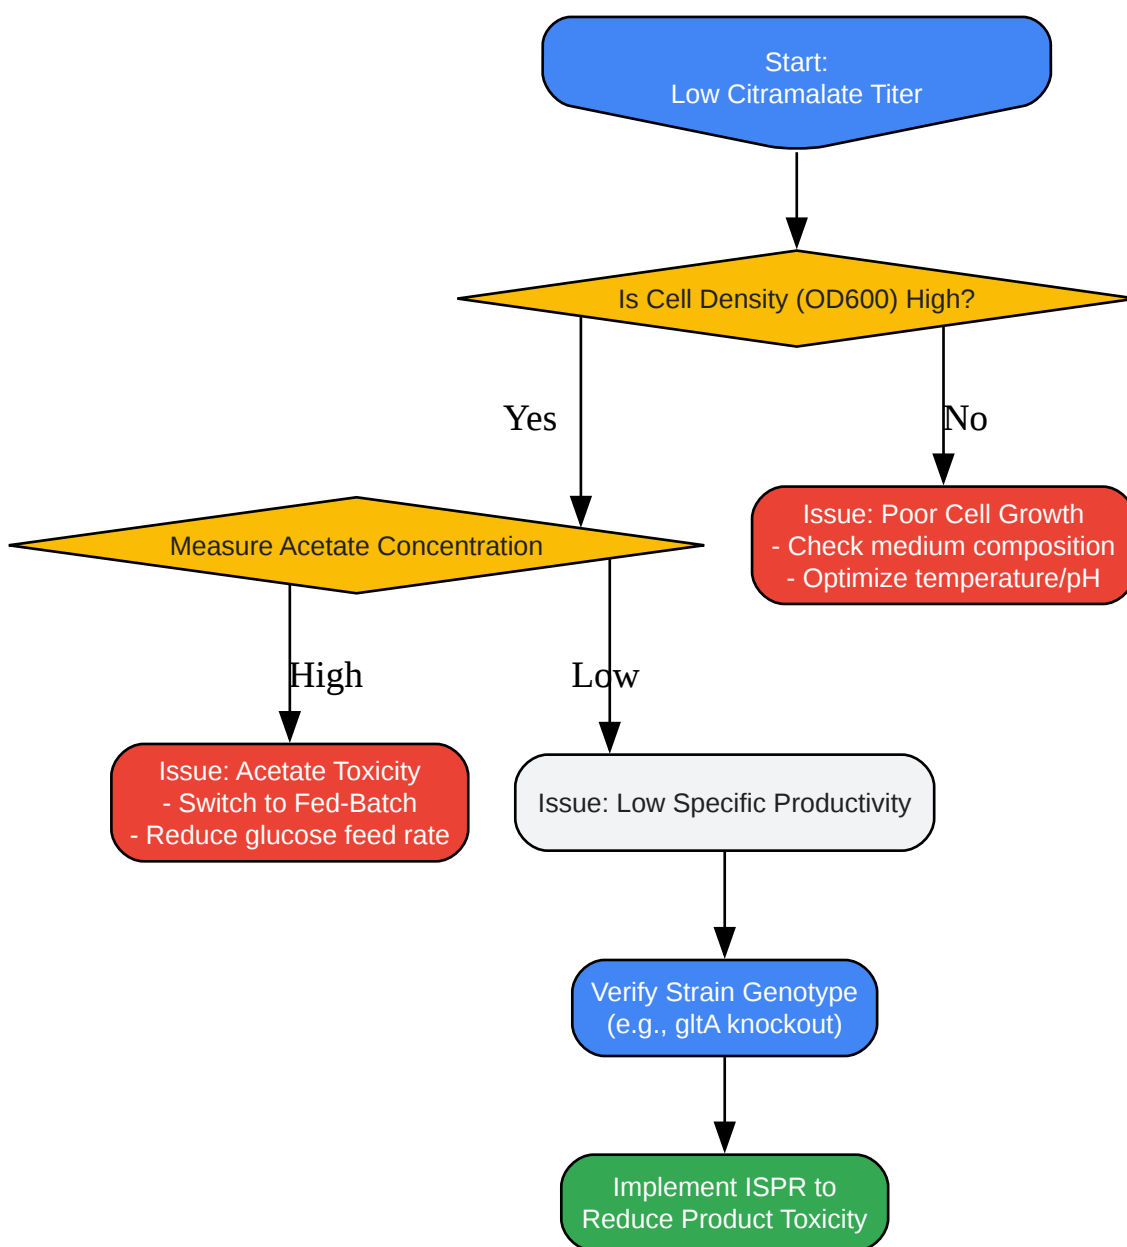 Start:
Low Citramalate Titer
Is Cell Density (OD600) High?
Yes
No
Issue: Poor Cell Growth
- Check medium composition
- Optimize temperature/pH
Measure Acetate Concentration
High
Low
Issue: Acetate Toxicity
- Switch to Fed-Batch
- Reduce glucose feed rate
Issue: Low Specific Productivity
Verify Strain Genotype
(e.g., gltA knockout)
Implement ISPR to
Reduce Product Toxicity